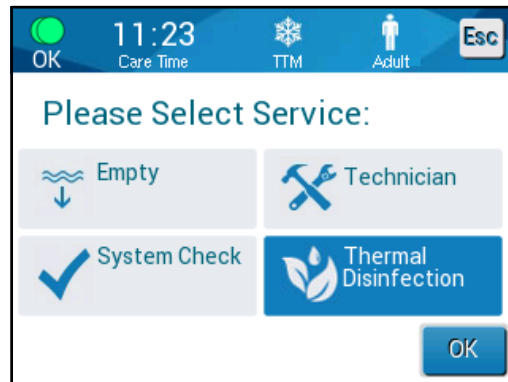 11:23
Esc
OK
Care Time
TTM
Adult
Please Select Service:
Empty
Technician
System Check
Thermal
Disinfection
OK